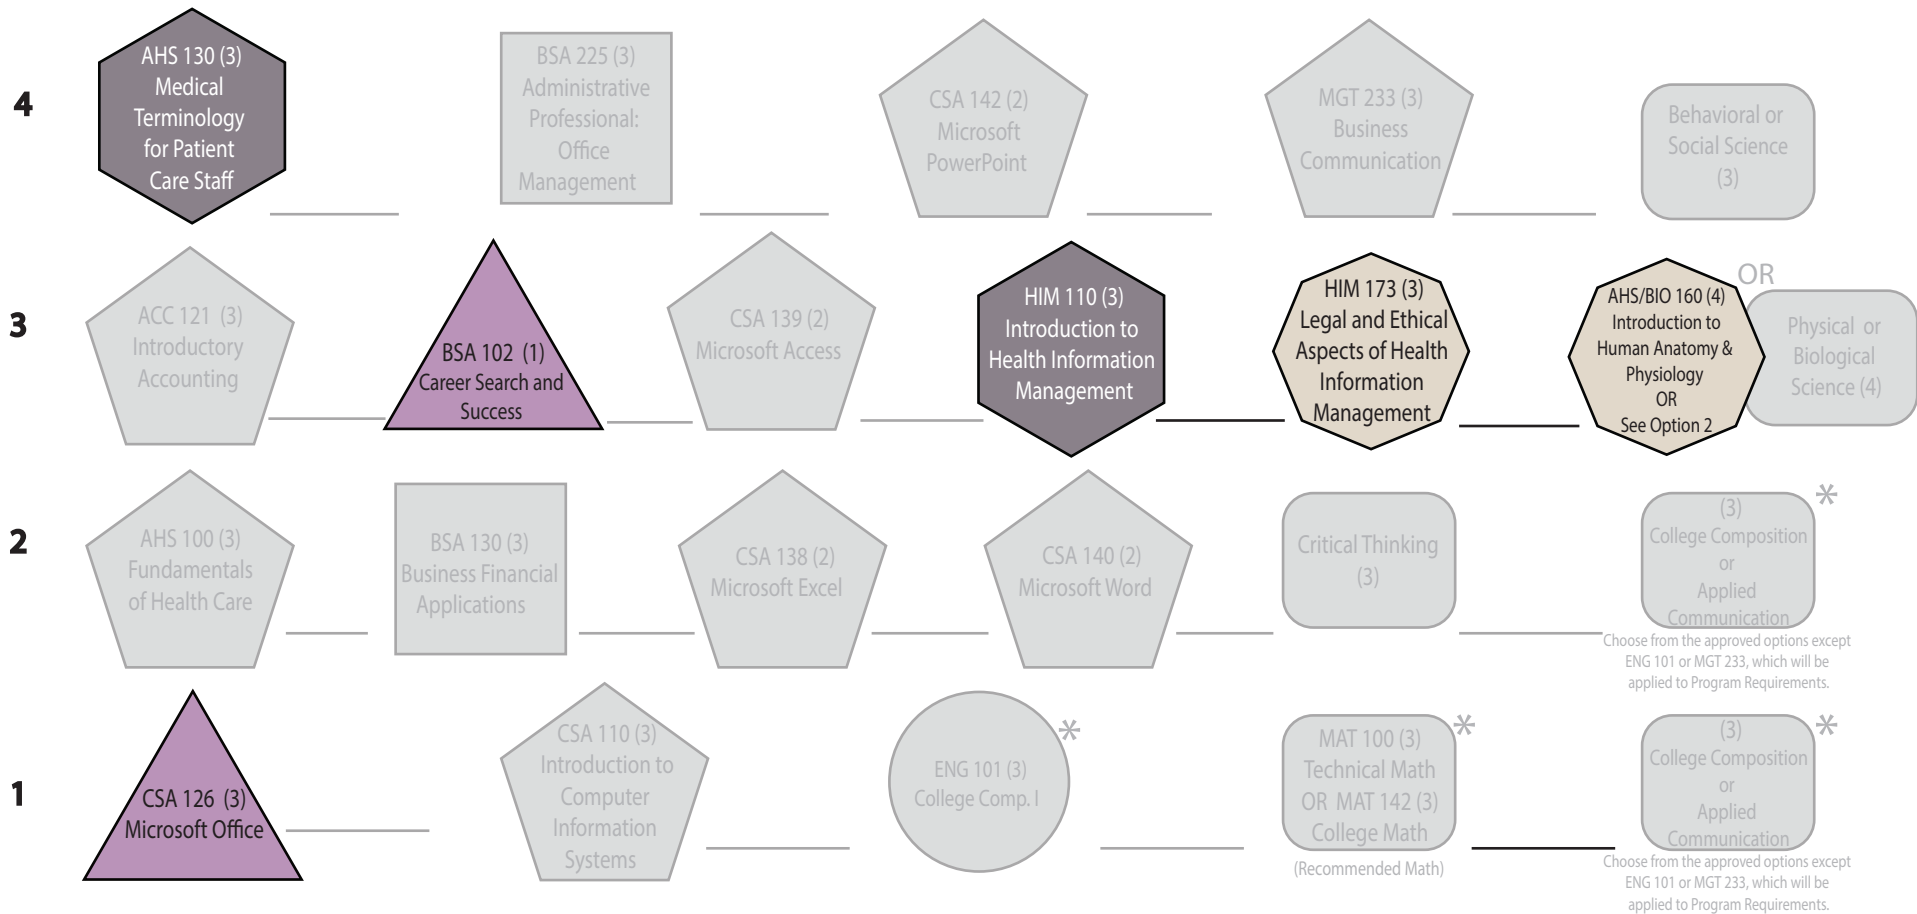 4
AHS 130 (3)
Medical
Terminology
for Patient
Care Staff
BSA 225 (3)
Administrative
Professional:
Office
Management
CSA 142 (2)
Microsoft
PowerPoint
MGT 233 (3)
Business
Communication
Behavioral or
Social Science
(3)
3
ACC 121 (3)
Introductory
Accounting
BSA 102 (1)
Career Search and
Success
CSA 139 (2)
Microsoft Access
HIM 110 (3)
Introduction to
Health Information
Management
HIM 173 (3)
Legal and Ethical
Aspects of Health
Information
Management
AHS/BIO 160 (4)
Introduction to
Human Anatomy &
Physiology
OR
See Option 2
OR
Physical or
Biological
Science (4)
2
AHS 100 (3)
Fundamentals
of Health Care
BSA 130 (3)
Business Financial
Applications
CSA 138 (2)
Microsoft Excel
CSA 140 (2)
Microsoft Word
Critical Thinking
(3)
*
(3)
College Composition
or
Applied
Communication
Choose from the approved options except
ENG 101 or MGT 233, which will be
applied to Program Requirements.
1
CSA 126 (3)
Microsoft Office
CSA 110 (3)
Introduction to
Computer
Information
Systems
*
ENG 101 (3)
College Comp. I
*
MAT 100 (3)
Technical Math
OR MAT 142 (3)
College Math
(Recommended Math)
*
(3)
College Composition
or
Applied
Communication
Choose from the approved options except
ENG 101 or MGT 233, which will be
applied to Program Requirements.